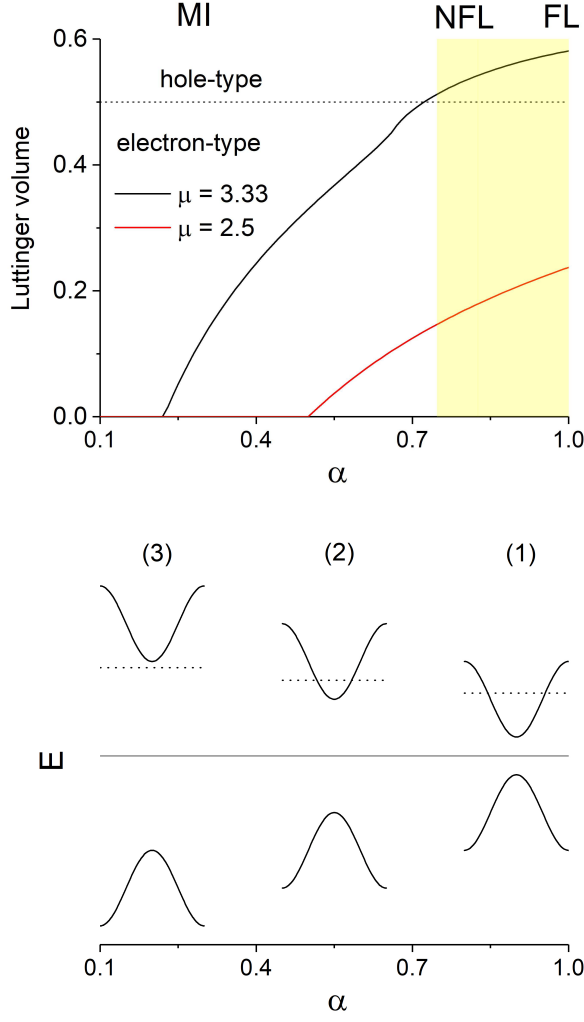 MI NFL FL
0.6
hole-type
0.4
electron-type
μ = 3.33
μ = 2.5
Luttinger volume
0.2
0.0
0.1 0.4 0.7 1.0
α
(3) (2) (1)
E
0.1 0.4 0.7 1.0
α